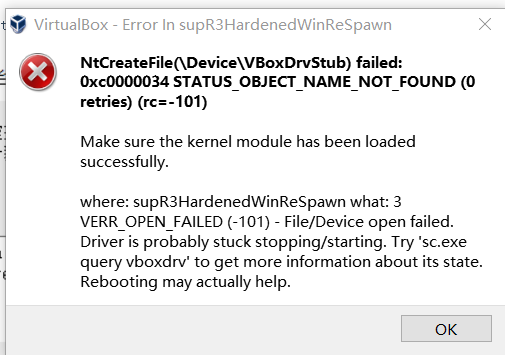 VirtualBox - Error In supR3HardenedWinReSpawn
NtCreateFile(\Device\VBoxDrvStub) failed:
0xc0000034 STATUS_OBJECT_NAME_NOT_FOUND (0
retries) (rc=-101)
Make sure the kernel module has been loaded
successfully.
where: supR3HardenedWinReSpawn what: 3
VERR_OPEN_FAILED (-101) - File/Device open failed.
Driver is probably stuck stopping/starting. Try 'sc.exe
query vboxdrv' to get more information about its state.
Rebooting may actually help.
OK